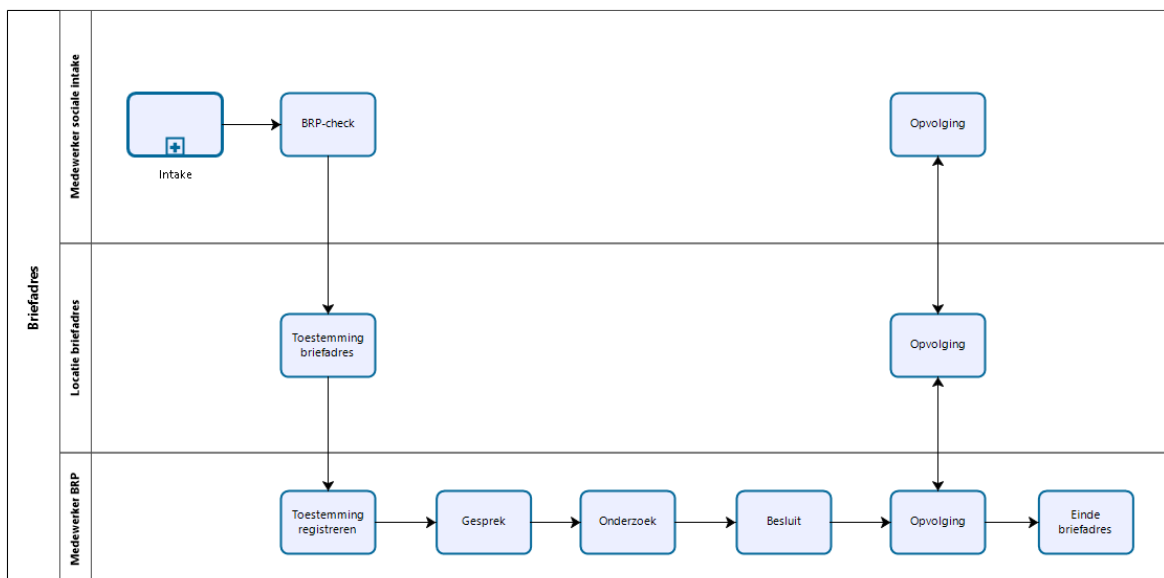 Briefadres
Medewerker sociale intake
BRP-check
Intake
Opvolging
Locatie briefadres
Toestemming
briefadres
Opvolging
Medewerker BRP
Toestemming
registreren
Gesprek
Onderzoek
Besluit
Opvolging
Einde
briefadres